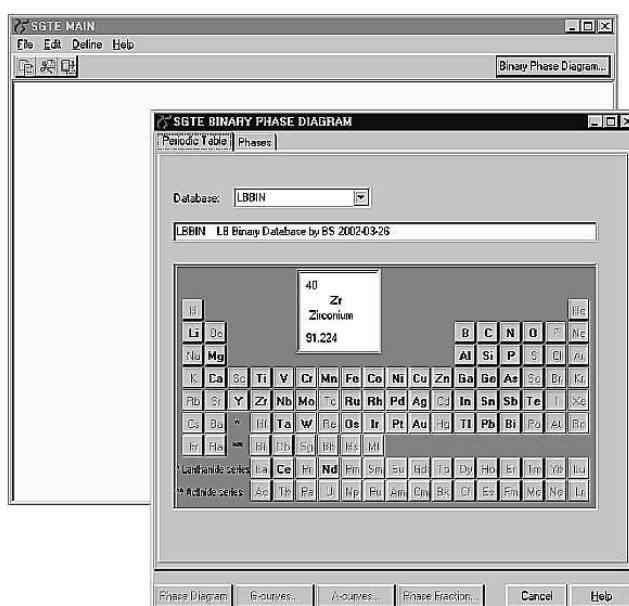 SGTE MAIN
File Edit Define Help
Binary Phase Diagram...
SGTE BINARY PHASE DIAGRAM
Periodic Table Phases
Database: LBBIN
LBBIN LB Binary Database by BS 2002-03-26
40
Zr
Zirconium
91.224
H He
Li Be B C N O F Ne
Na Mg Al Si P S Cl Ar
K Ca Sc Ti V Cr Mn Fe Co Ni Cu Zn Ga Ge As Se Br Kr
Rb Sr Y Zr Nb Mo Tc Ru Rh Pd Ag Cd In Sn Sb Te I Xe
Cs Ba * Hf Ta W Re Os Ir Pt Au Hg Tl Pb Bi Po At Rn
Fr Ra ** Sg Bh Hs Mt
* Lanthanide series La Ce Pr Nd Pm Sm Eu Gd Tb Dy Ho Er Tm Yb Lu
** Actinide series Ac Th Pa U Np Pu Am Cm Bk Cf Es Fm No Lr
Phase Diagram G-curves... A-curves... Phase Fraction... Cancel Help